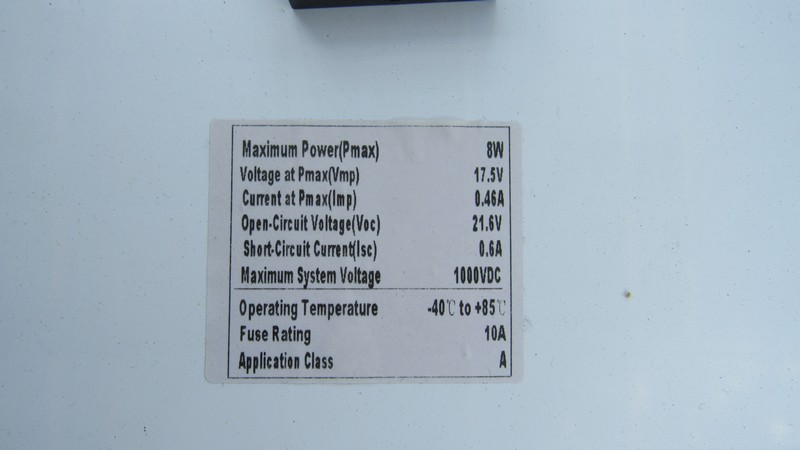 Maximum Power(Pmax) 8W
Voltage at Pmax(Vmp) 17.5V
Current at Pmax(Imp) 0.46A
Open-Circuit Voltage(Voc) 21.6V
Short-Circuit Current(Isc) 0.6A
Maximum System Voltage 1000VDC
Operating Temperature -40℃ to +85℃
Fuse Rating 10A
Application Class A